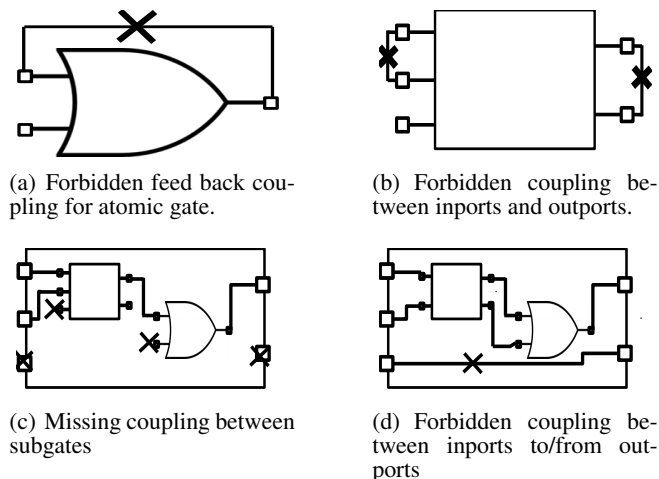 (a) Forbidden feed back cou-
pling for atomic gate.
(b) Forbidden coupling be-
tween inports and outports.
(c) Missing coupling between
subgates
(d) Forbidden coupling be-
tween inports to/from out-
ports